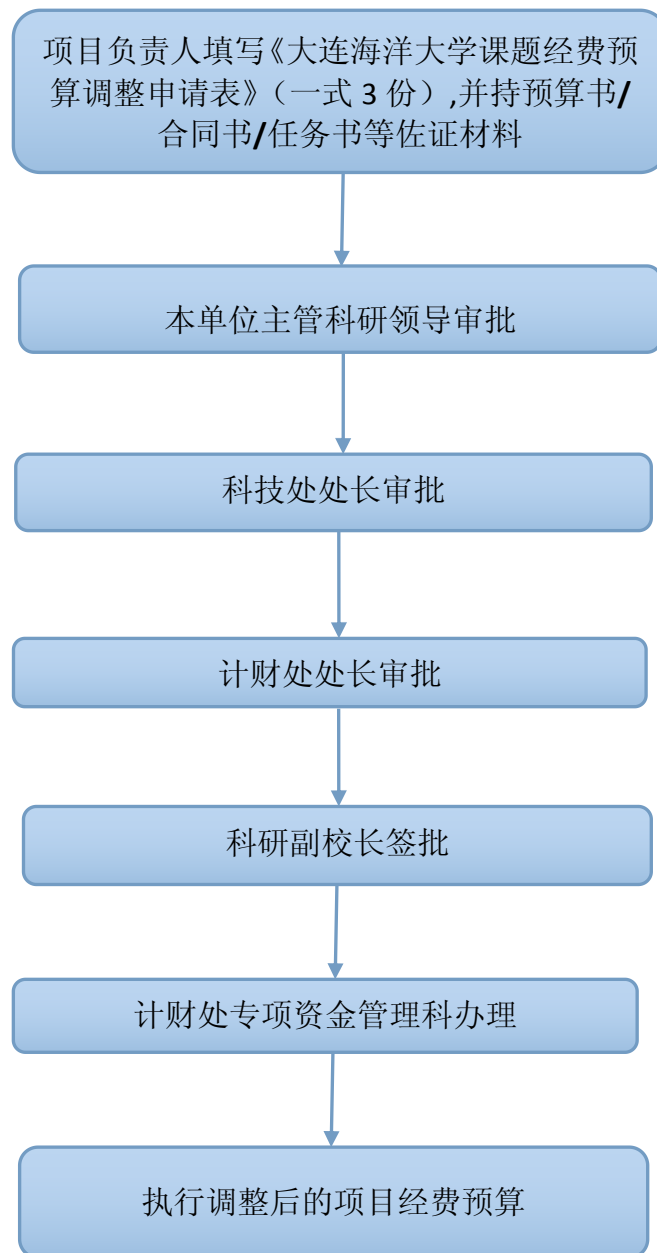 项目负责人填写《大连海洋大学课题经费预
算调整申请表》（一式 3 份）,并持预算书/
合同书/任务书等佐证材料
本单位主管科研领导审批
科技处处长审批
计财处处长审批
科研副校长签批
计财处专项资金管理科办理
执行调整后的项目经费预算